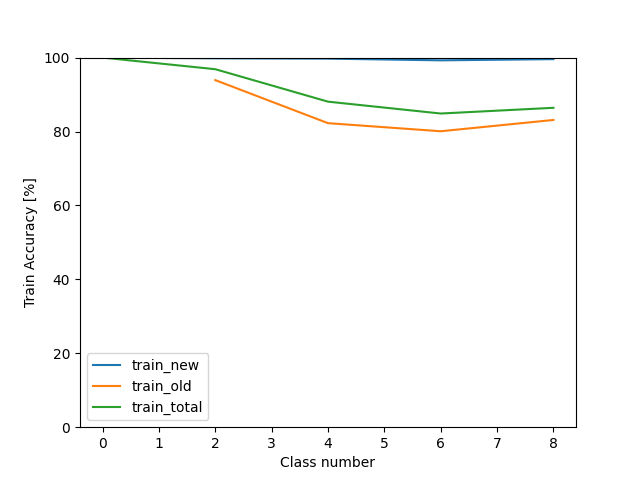 100
80
60
40
20
0
Train Accuracy [%]
train_new
train_old
train_total
0 1 2 3 4 5 6 7 8
Class number